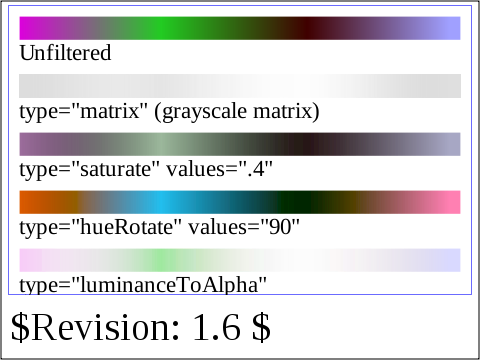 Unfiltered
type="matrix" (grayscale matrix)
type="saturate" values=".4"
type="hueRotate" values="90"
type="luminanceToAlpha"
$Revision: 1.6 $